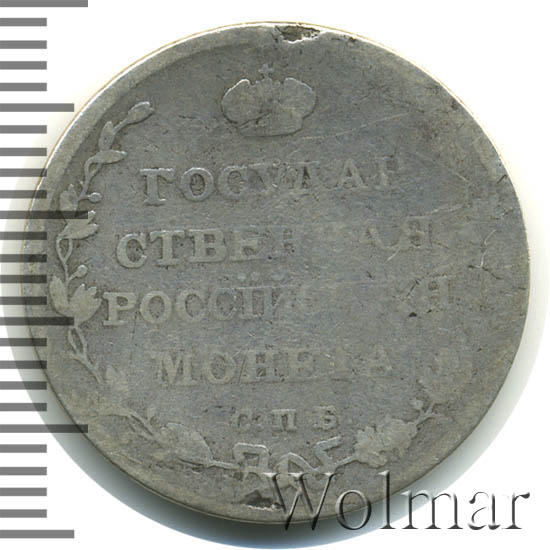 ГОСУДАР
СТВЕННАЯ
РОССІЙСКАЯ
МОНЕТА
СПБ
Wolmar